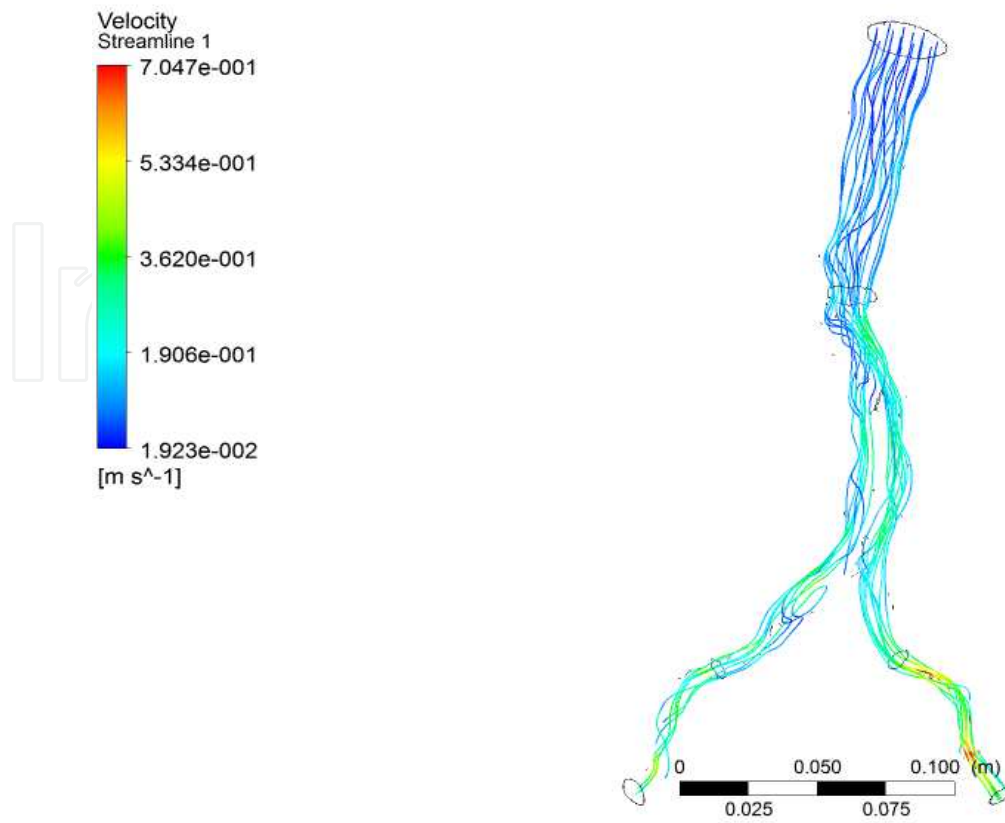 Velocity
Streamline 1
7.047e-001
5.334e-001
3.620e-001
1.906e-001
1.923e-002
[m s^-1]
0 0.050 0.100 (m)
0.025 0.075